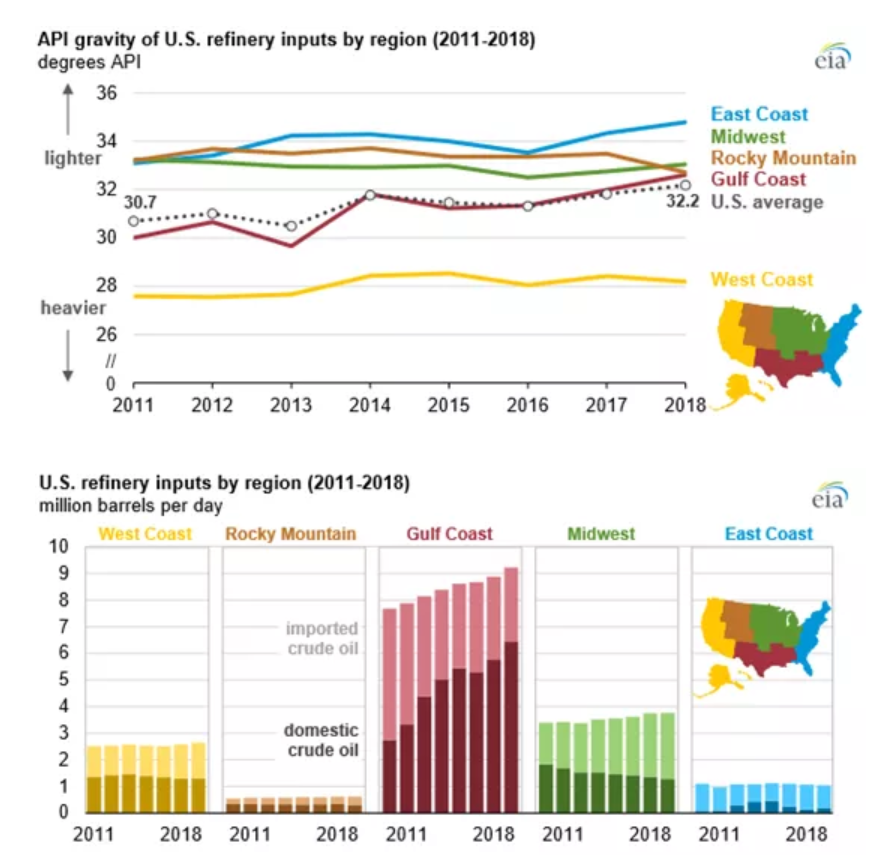 API gravity of U.S. refinery inputs by region (2011-2018)
degrees API
eia
36
34
lighter
32
30.7
30
28
heavier
26
//
0
2011 2012 2013 2014 2015 2016 2017 2018
East Coast
Midwest
Rocky Mountain
Gulf Coast
32.2 U.S. average
West Coast
U.S. refinery inputs by region (2011-2018)
million barrels per day
eia
West Coast Rocky Mountain Gulf Coast Midwest East Coast
10
9
8
7
6
5
4
3
2
1
0
imported
crude oil
domestic
crude oil
2011 2018 2011 2018 2011 2018 2011 2018 2011 2018